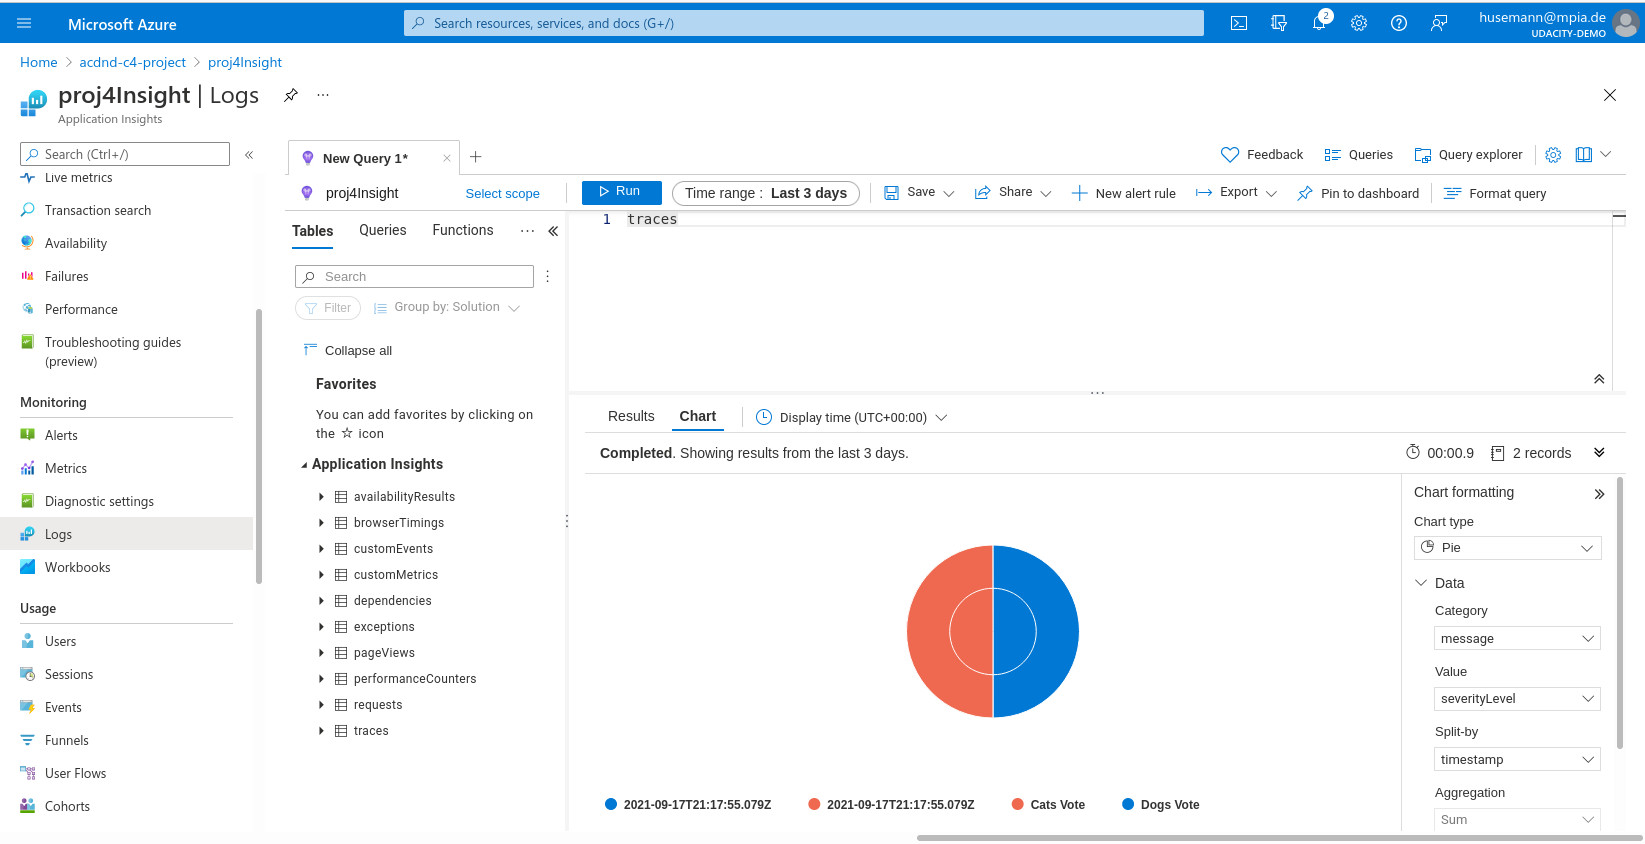 Microsoft Azure
Search resources, services, and docs (G+/)
2
husemann@mpia.de
UDACITY-DEMO
Home > acdnd-c4-project > proj4Insight
proj4Insight | Logs
Application Insights
Search (Ctrl+/)
Live metrics
Transaction search
Availability
Failures
Performance
Troubleshooting guides
(preview)
Monitoring
Alerts
Metrics
Diagnostic settings
Logs
Workbooks
Usage
Users
Sessions
Events
Funnels
User Flows
Cohorts
New Query 1*
Feedback
Queries
Query explorer
proj4Insight
Select scope
Run
Time range : Last 3 days
Save
Share
New alert rule
Export
Pin to dashboard
Format query
Tables
Queries
Functions
Search
Filter
Group by: Solution
Collapse all
Favorites
You can add favorites by clicking on
the ☆ icon
Application Insights
availabilityResults
browserTimings
customEvents
customMetrics
dependencies
exceptions
pageViews
performanceCounters
requests
traces
1 traces
Results
Chart
Display time (UTC+00:00)
Completed. Showing results from the last 3 days.
00:00.9
2 records
2021-09-17T21:17:55.079Z
2021-09-17T21:17:55.079Z
Cats Vote
Dogs Vote
Chart formatting
Chart type
Pie
Data
Category
message
Value
severityLevel
Split-by
timestamp
Aggregation
Sum